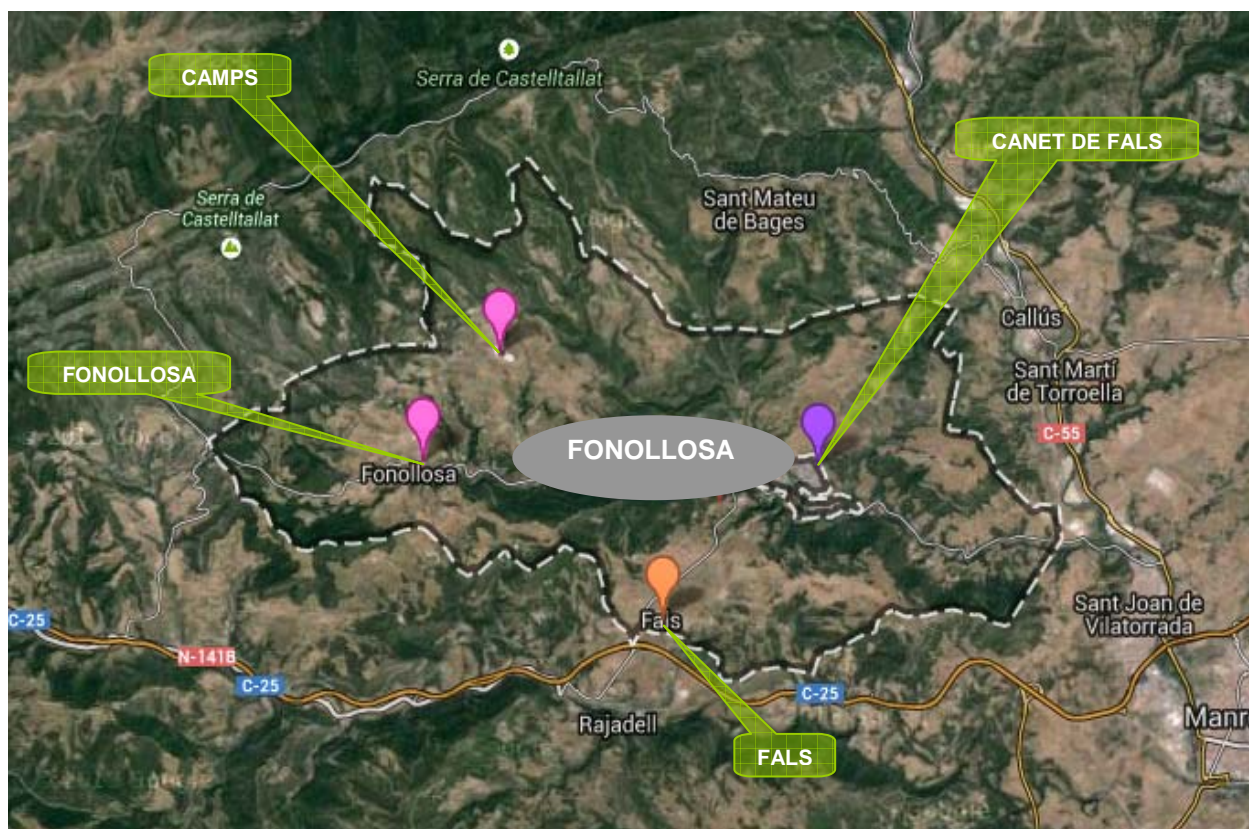 Serra de Castelltallat
CAMPS
CANET DE FALS
Serra de
Castelltallat
Sant Mateu
de Bages
Callús
FONOLLOSA
Sant Martí
de Torroella
C-55
FONOLLOSA
Fonollosa
Fals
Sant Joan de
Vilatorrada
C-25
N-141B
C-25
C-25
Rajadell
Manr
FALS